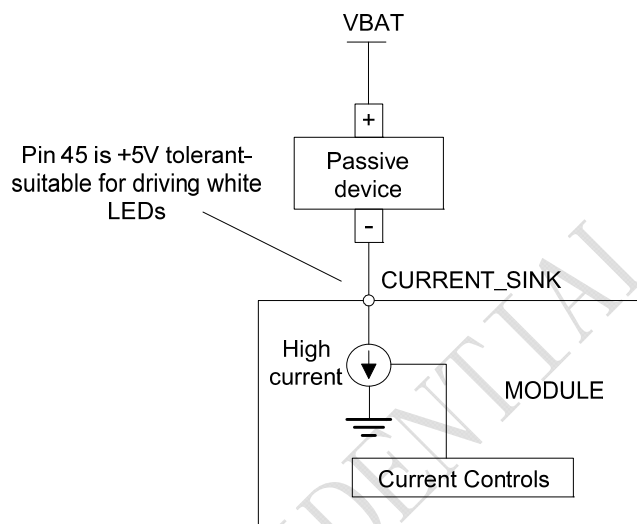 VBAT
+
Passive
device
-
Pin 45 is +5V tolerant–
suitable for driving white
LEDs
CURRENT_SINK
High
current
MODULE
Current Controls